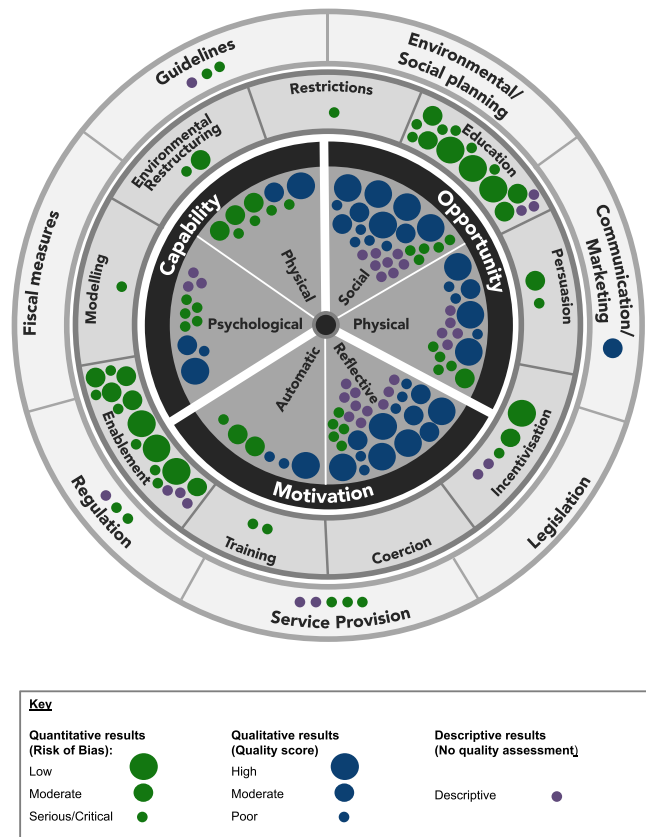 Guidelines
Environmental/
Social planning
Communication/
Marketing
Legislation
Service Provision
Regulation
Fiscal measures
Restrictions
Education
Persuasion
Incentivisation
Coercion
Training
Enablement
Modelling
Environmental
Restructuring
Capability
Opportunity
Motivation
Physical
Social
Physical
Reflective
Automatic
Psychological
Key
Quantitative results
(Risk of Bias):
Low
Moderate
Serious/Critical
Qualitative results
(Quality score)
High
Moderate
Poor
Descriptive results
(No quality assessment)
Descriptive